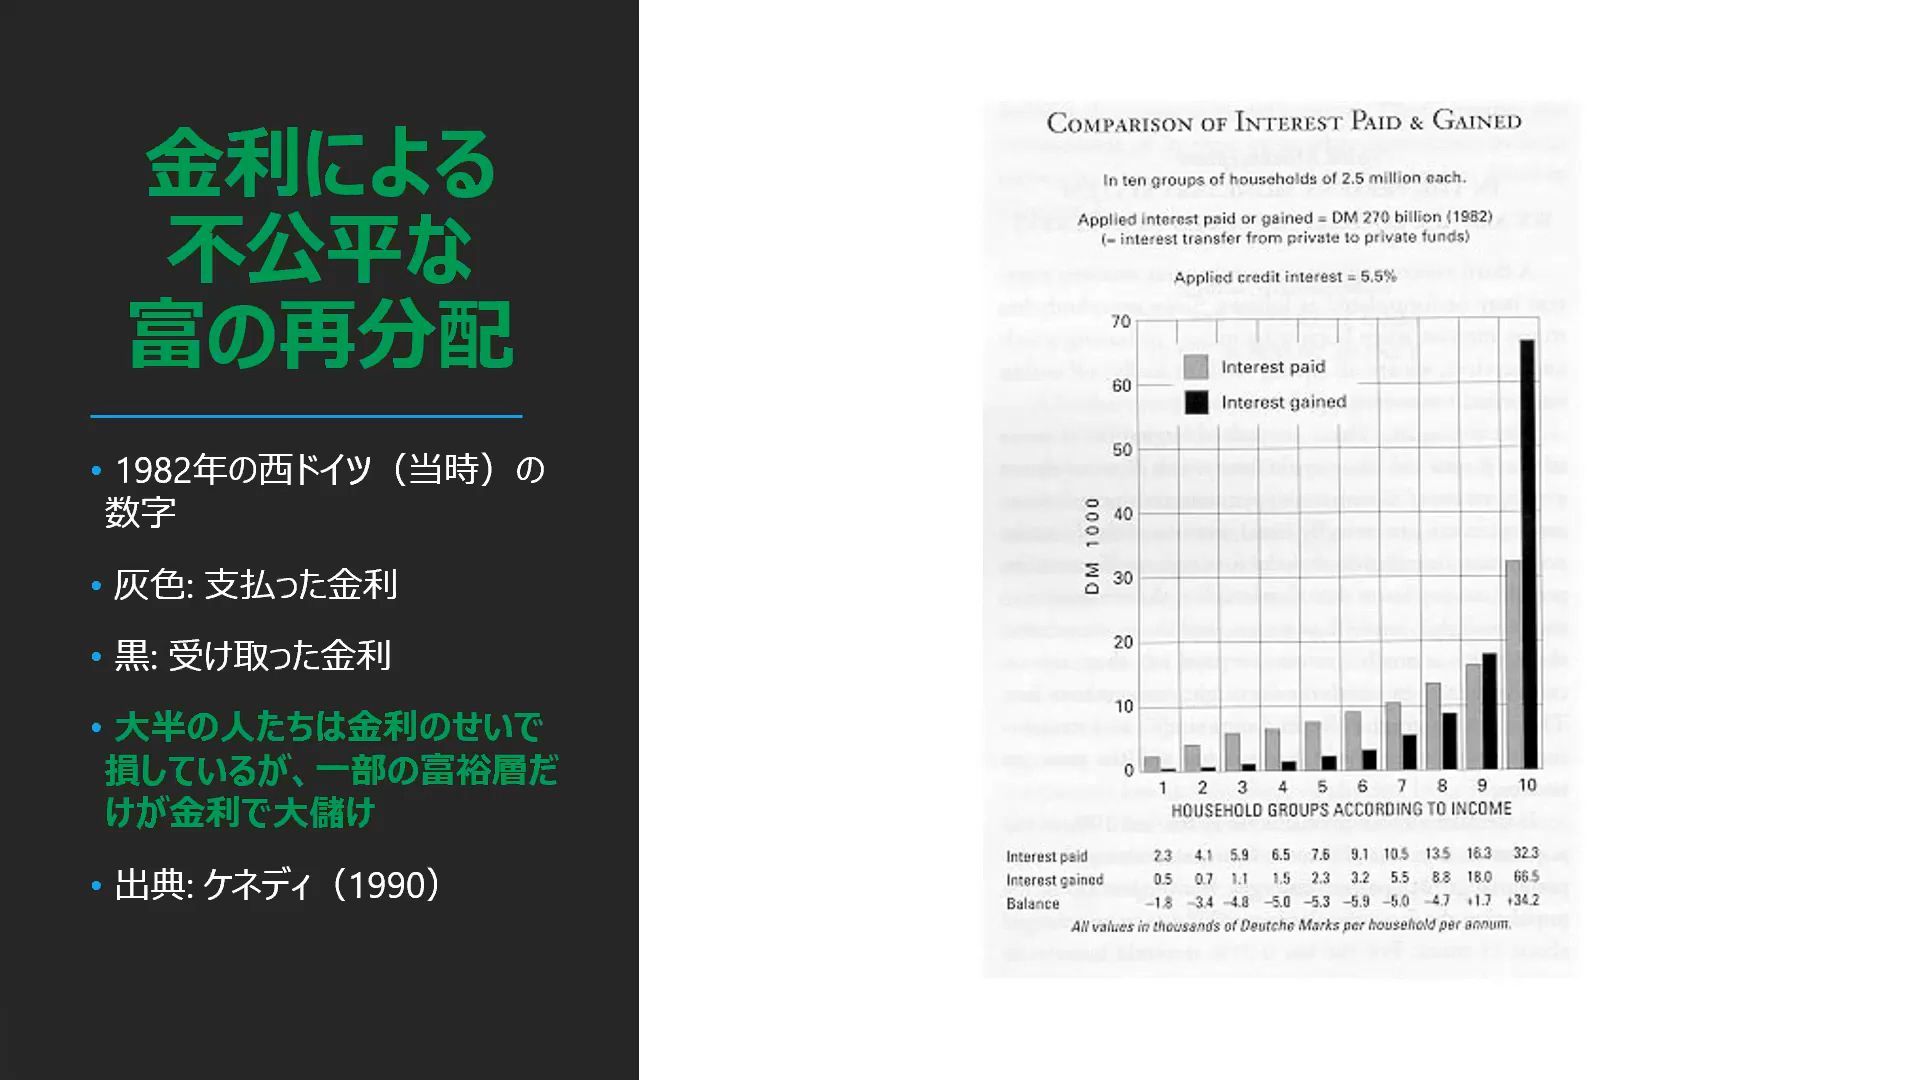 金利による
不公平な
富の再分配
• 1982年の西ドイツ（当時）の
数字
• 灰色: 支払った金利
• 黒: 受け取った金利
• 大半の人たちは金利のせいで
損しているが、一部の富裕層だ
けが金利で大儲け
• 出典: ケネディ（1990）
COMPARISON OF INTEREST PAID & GAINED
In ten groups of households of 2.5 million each.
Applied interest paid or gained = DM 270 billion (1982)
(= interest transfer from private to private funds)
Applied credit interest = 5.5%
70
60
50
40
30
20
10
0
DM 1000
Interest paid
Interest gained
1 2 3 4 5 6 7 8 9 10
HOUSEHOLD GROUPS ACCORDING TO INCOME
Interest paid 2.3 4.1 5.9 6.5 7.6 9.1 10.5 13.5 16.3 32.3
Interest gained 0.5 0.7 1.1 1.5 2.3 3.2 5.5 8.8 18.0 66.5
Balance –1.8 –3.4 –4.8 –5.0 –5.3 –5.9 –5.0 –4.7 +1.7 +34.2
All values in thousands of Deutche Marks per household per annum.